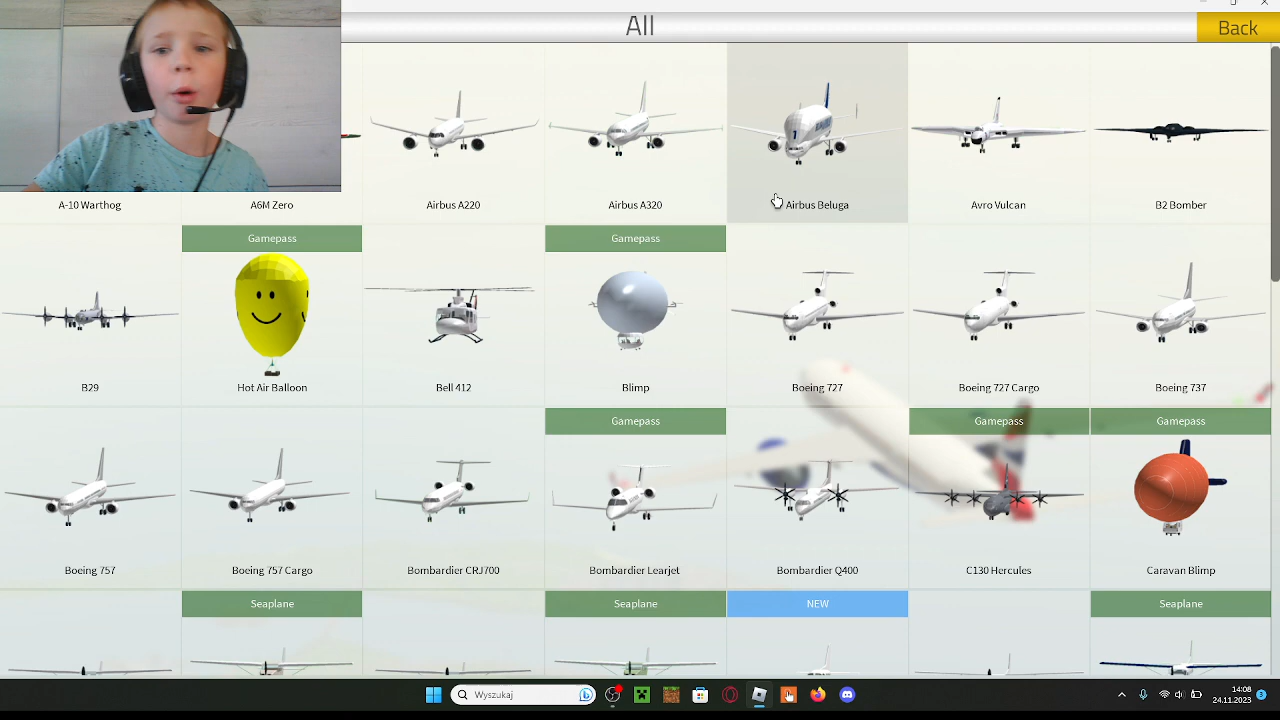 All
Back
A-10 Warthog
A6M Zero
Airbus A220
Airbus A320
Airbus Beluga
Avro Vulcan
B2 Bomber
Gamepass
Gamepass
B29
Hot Air Balloon
Bell 412
Blimp
Boeing 727
Boeing 727 Cargo
Boeing 737
Gamepass
Gamepass
Gamepass
Boeing 757
Boeing 757 Cargo
Bombardier CRJ700
Bombardier Learjet
Bombardier Q400
C130 Hercules
Caravan Blimp
Seaplane
Seaplane
NEW
Seaplane
Wyszukaj
14:08
24.11.2023
3